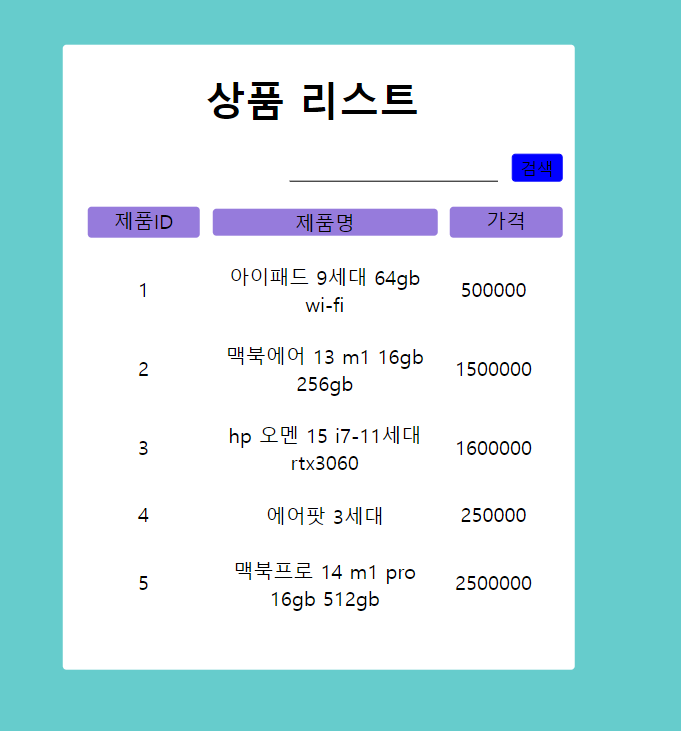 상품 리스트
검색
제품ID 제품명 가격
1 아이패드 9세대 64gb wi-fi 500000
2 맥북에어 13 m1 16gb 256gb 1500000
3 hp 오멘 15 i7-11세대 rtx3060 1600000
4 에어팟 3세대 250000
5 맥북프로 14 m1 pro 16gb 512gb 2500000